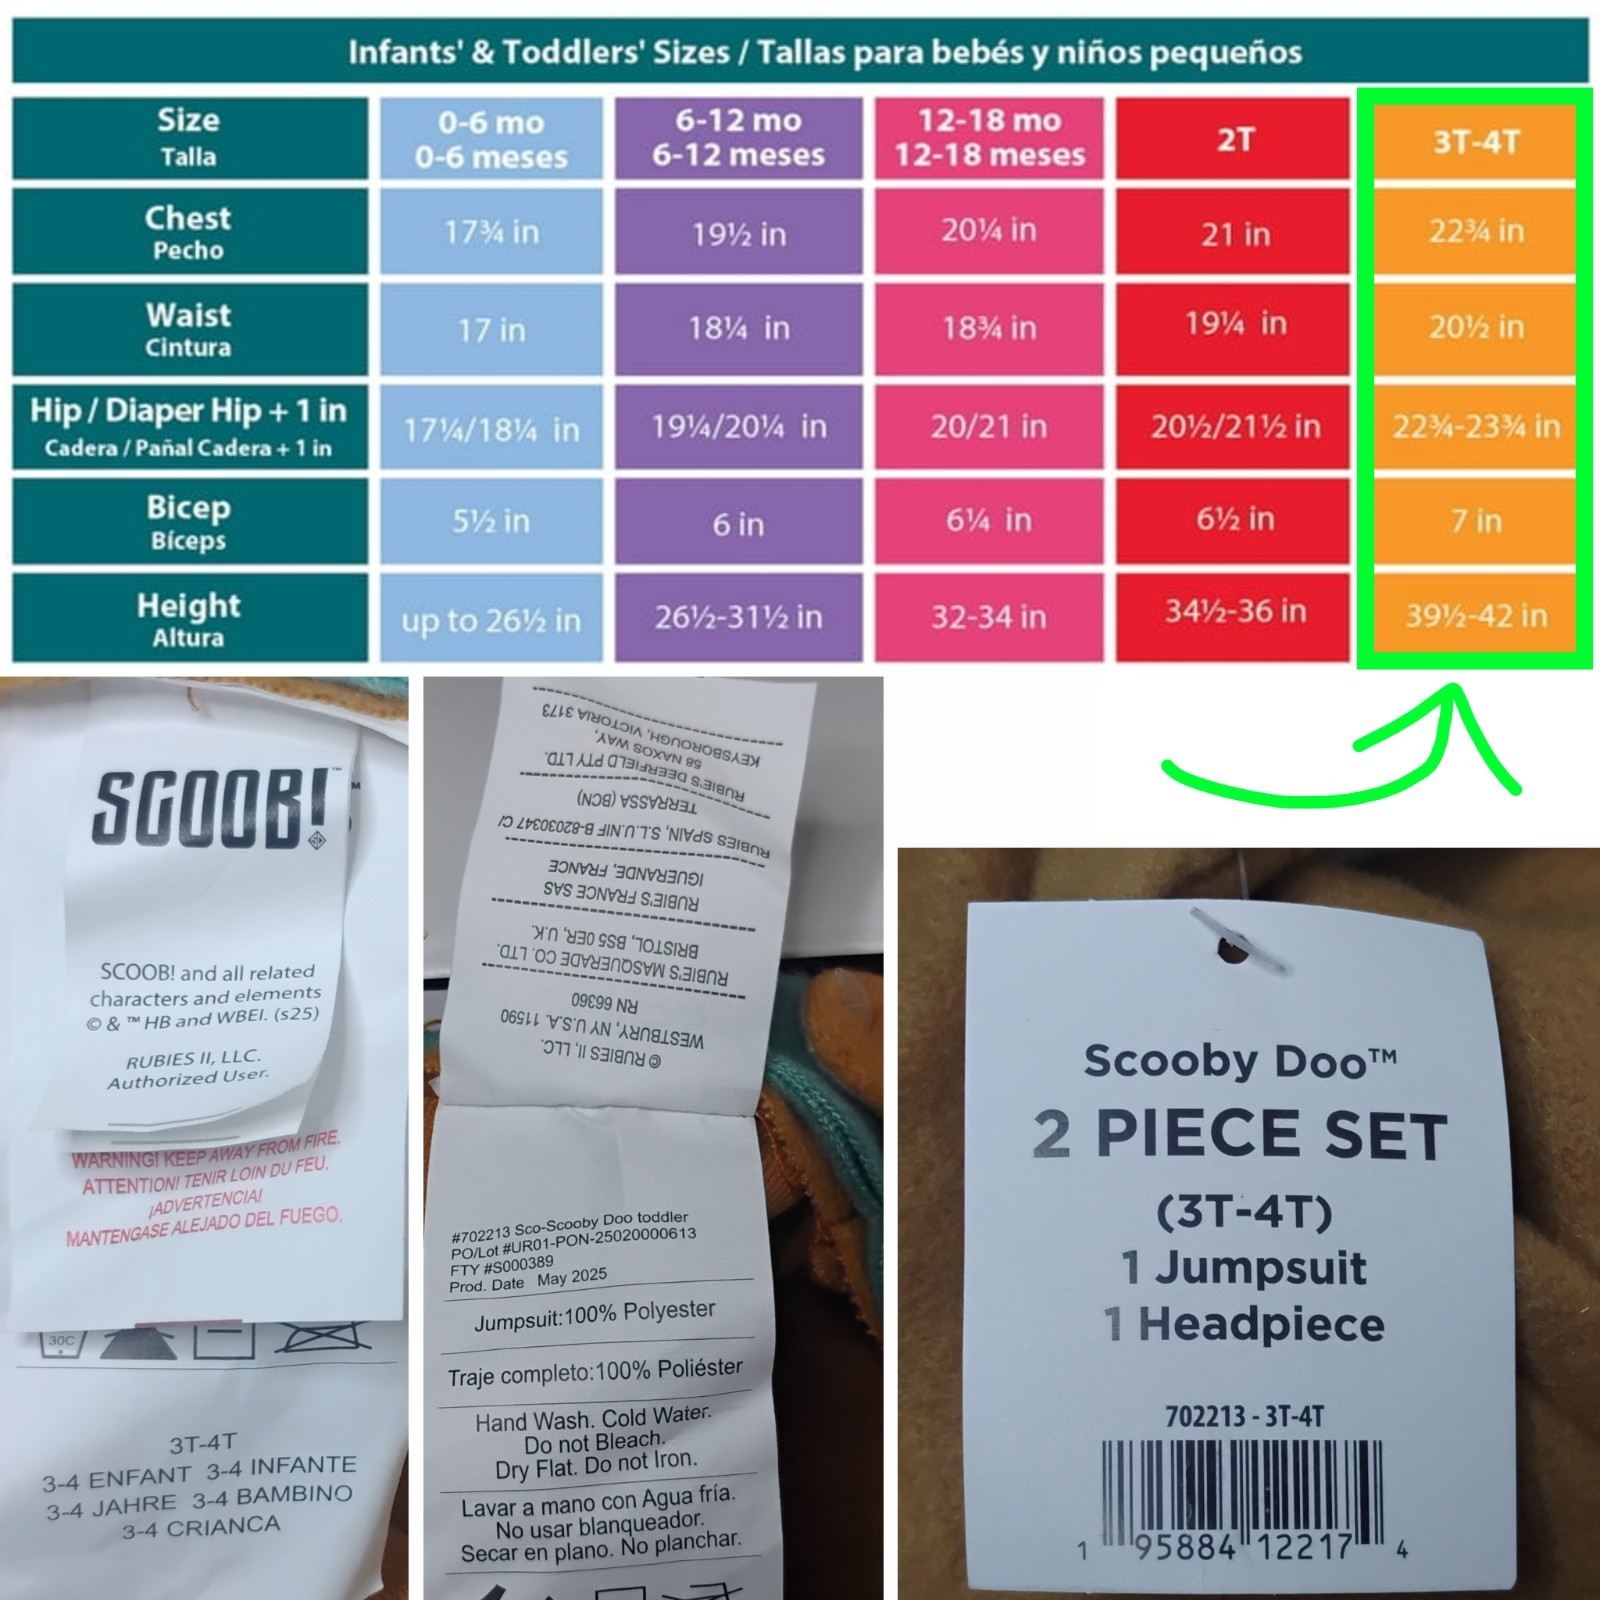 Infants' & Toddlers' Sizes / Tallas para bebés y niños pequeños
Size 0-6 mo 6-12 mo 12-18 mo 2T 3T-4T
Talla 0-6 meses 6-12 meses 12-18 meses
Chest 17¾ in 19½ in 20¼ in 21 in 22¾ in
Pecho
Waist 17 in 18¼ in 18¾ in 19¼ in 20½ in
Cintura
Hip / Diaper Hip + 1 in 17¼/18¼ in 19¼/20¼ in 20/21 in 20½/21½ in 22¾-23¾ in
Cadera / Pañal Cadera + 1 in
Bicep 5½ in 6 in 6¼ in 6½ in 7 in
Bíceps
Height up to 26½ in 26½-31½ in 32-34 in 34½-36 in 39½-42 in
Altura
SCOOB!™
SCOOB! and all related
characters and elements
© & ™ HB and WBEI. (s25)
RUBIES II, LLC.
Authorized User.
WARNING! KEEP AWAY FROM FIRE.
ATTENTION! TENIR LOIN DU FEU.
¡ADVERTENCIA!
MANTENGASE ALEJADO DEL FUEGO.
30C
3T-4T
3-4 ENFANT 3-4 INFANTE
3-4 JAHRE 3-4 BAMBINO
3-4 CRIANCA
© RUBIES II, LLC.
WESTBURY, NY U.S.A. 11590
RN 66360
RUBIE'S MASQUERADE CO. LTD.
BRISTOL, BS5 0ER, U.K.
RUBIE'S FRANCE SAS
IGUERANDE, FRANCE
RUBIES SPAIN, S.L.U.NIF B-82030347 C/
TERRASSA (BCN)
RUBIE'S DEERFIELD PTY LTD.
58 NAXOS WAY,
KEYSBOROUGH, VICTORIA 3173
#702213 Sco-Scooby Doo toddler
PO/Lot #UR01-PON-25020000613
FTY #S000389
Prod. Date May 2025
Jumpsuit:100% Polyester
Traje completo:100% Poliéster
Hand Wash. Cold Water.
Do not Bleach.
Dry Flat. Do not Iron.
Lavar a mano con Agua fría.
No usar blanqueador.
Secar en plano. No planchar.
Scooby Doo™
2 PIECE SET
(3T-4T)
1 Jumpsuit
1 Headpiece
702213 - 3T-4T
1 95884 12217 4